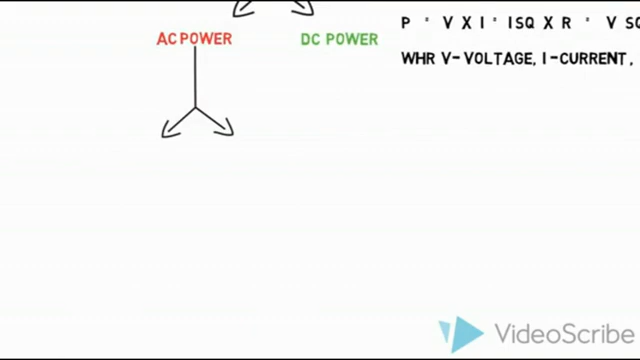 P = V X I = ISQ X R = V SQ
AC POWER
DC POWER
WHR V-VOLTAGE, I-CURRENT,
VideoScribe